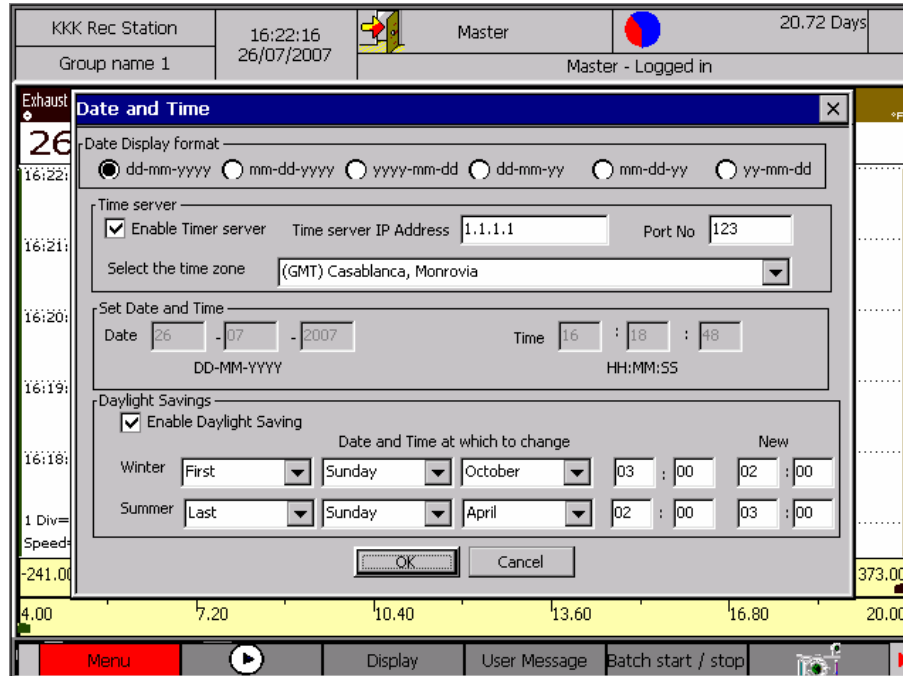 KKK Rec Station
16:22:16
Master
20.72 Days
Group name 1
26/07/2007
Master - Logged in
Exhaust
Date and Time
°F
26
Date Display format
dd-mm-yyyy mm-dd-yyyy yyyy-mm-dd dd-mm-yy mm-dd-yy yy-mm-dd
16:22:
Time server
Enable Timer server Time server IP Address 1.1.1.1 Port No 123
16:21:
Select the time zone (GMT) Casablanca, Monrovia
Set Date and Time
16:20:
Date 26 - 07 - 2007 Time 16 : 18 : 48
DD-MM-YYYY HH:MM:SS
16:19:
Daylight Savings
Enable Daylight Saving
Date and Time at which to change New
16:18:
Winter First Sunday October 03 : 00 02 : 00
Summer Last Sunday April 02 : 00 03 : 00
1 Div=
Speed=
OK Cancel
-241.00 373.00
4.00 7.20 10.40 13.60 16.80 20.00
Menu Display User Message Batch start / stop